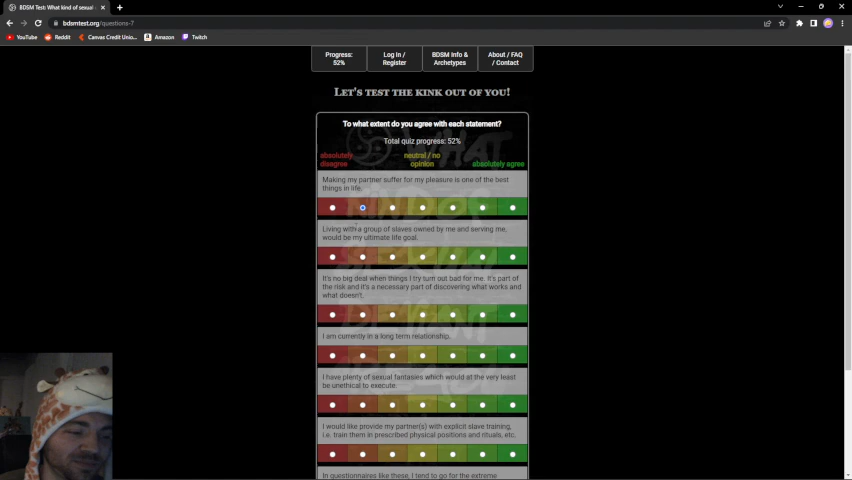 BDSM Test: What kind of sexual d
bdsmtest.org/questions-7
YouTube
Reddit
Canvas Credit Unio...
Amazon
Twitch
Progress:
52%
Log In /
Register
BDSM Info &
Archetypes
About / FAQ
/ Contact
Let's test the kink out of you!
To what extent do you agree with each statement?
Total quiz progress: 52%
absolutely
disagree
neutral / no
opinion
absolutely agree
Making my partner suffer for my pleasure is one of the best
things in life.
Living with a group of slaves owned by me and serving me,
would be my ultimate life goal.
It's no big deal when things I try turn out bad for me. It's part of
the risk and it's a necessary part of discovering what works and
what doesn't.
I am currently in a long term relationship.
I have plenty of sexual fantasies which would at the very least
be unethical to execute.
I would like provide my partner(s) with explicit slave training,
i.e. train them in prescribed physical positions and rituals, etc.
In questionnaires like these, I tend to go for the extreme